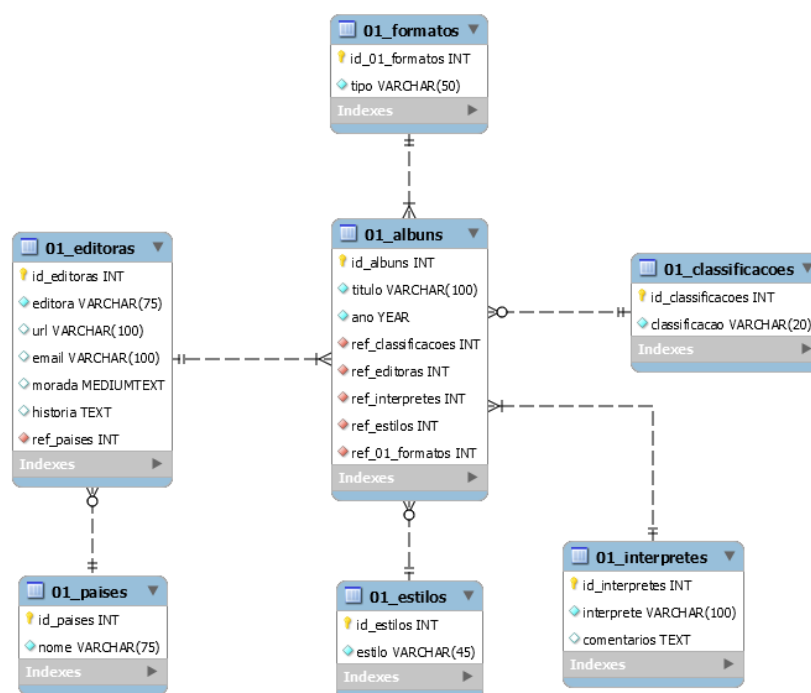 01_formatos
id_01_formatos INT
tipo VARCHAR(50)
Indexes
01_editoras
id_editoras INT
editora VARCHAR(75)
url VARCHAR(100)
email VARCHAR(100)
morada MEDIUMTEXT
historia TEXT
ref_paises INT
Indexes
01_albuns
id_albuns INT
titulo VARCHAR(100)
ano YEAR
ref_classificacoes INT
ref_editoras INT
ref_interpretes INT
ref_estilos INT
ref_01_formatos INT
Indexes
01_classificacoes
id_classificacoes INT
classificacao VARCHAR(20)
Indexes
01_paises
id_paises INT
nome VARCHAR(75)
Indexes
01_estilos
id_estilos INT
estilo VARCHAR(45)
Indexes
01_interpretes
id_interpretes INT
interprete VARCHAR(100)
comentarios TEXT
Indexes